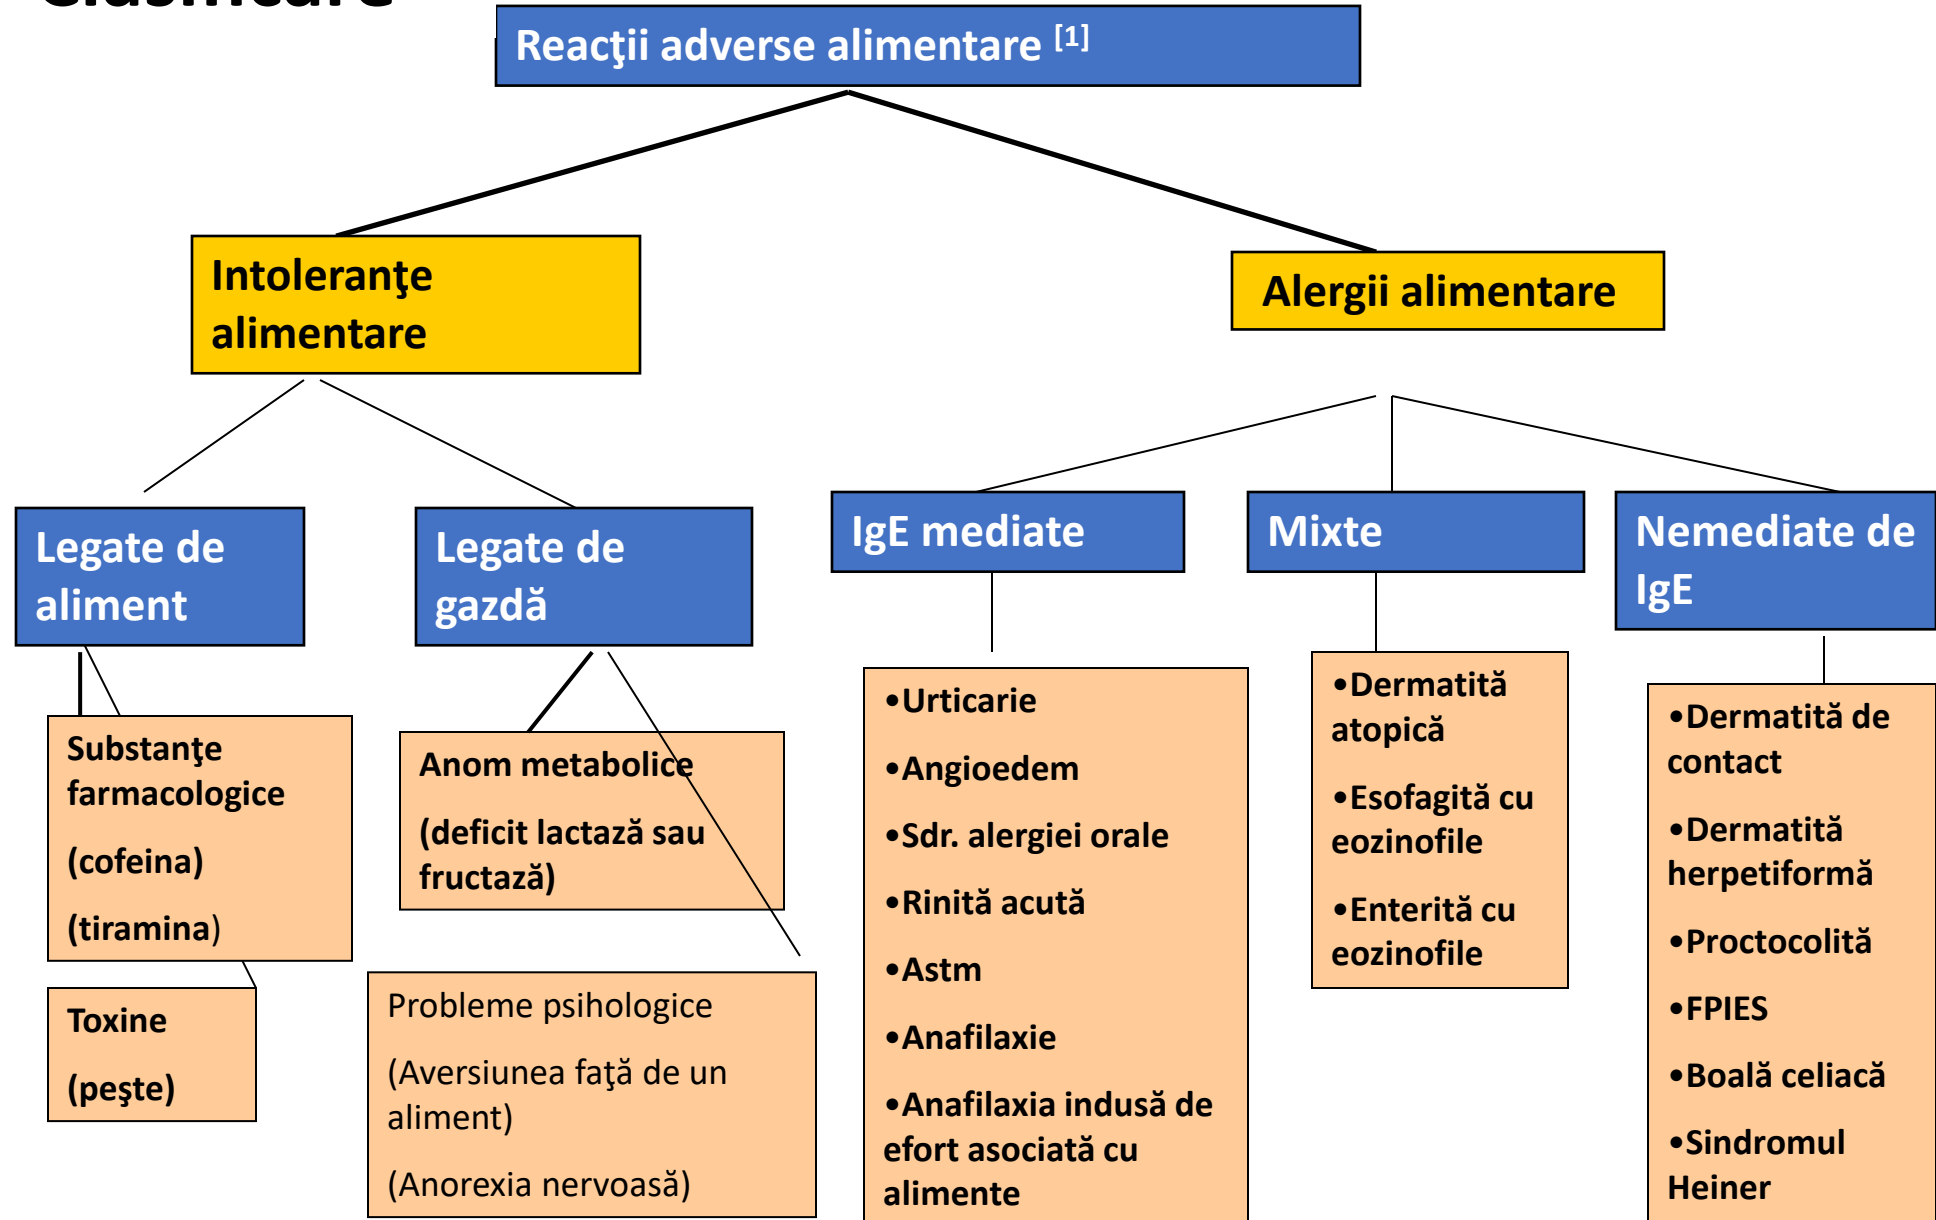 Clasificare
Reacţii adverse alimentare [1]
Intoleranţe
alimentare
Alergii alimentare
Legate de
aliment
Legate de
gazdă
IgE mediate
Mixte
Nemediate de
IgE
Substanţe
farmacologice
(cofeina)
(tiramina)
Toxine
(peşte)
Anom metabolice
(deficit lactază sau
fructază)
Probleme psihologice
(Aversiunea faţă de un
aliment)
(Anorexia nervoasă)
•Urticarie
•Angioedem
•Sdr. alergiei orale
•Rinită acută
•Astm
•Anafilaxie
•Anafilaxia indusă de
efort asociată cu
alimente
•Dermatită
atopică
•Esofagită cu
eozinofile
•Enterită cu
eozinofile
•Dermatită de
contact
•Dermatită
herpetiformă
•Proctocolită
•FPIES
•Boală celiacă
•Sindromul
Heiner